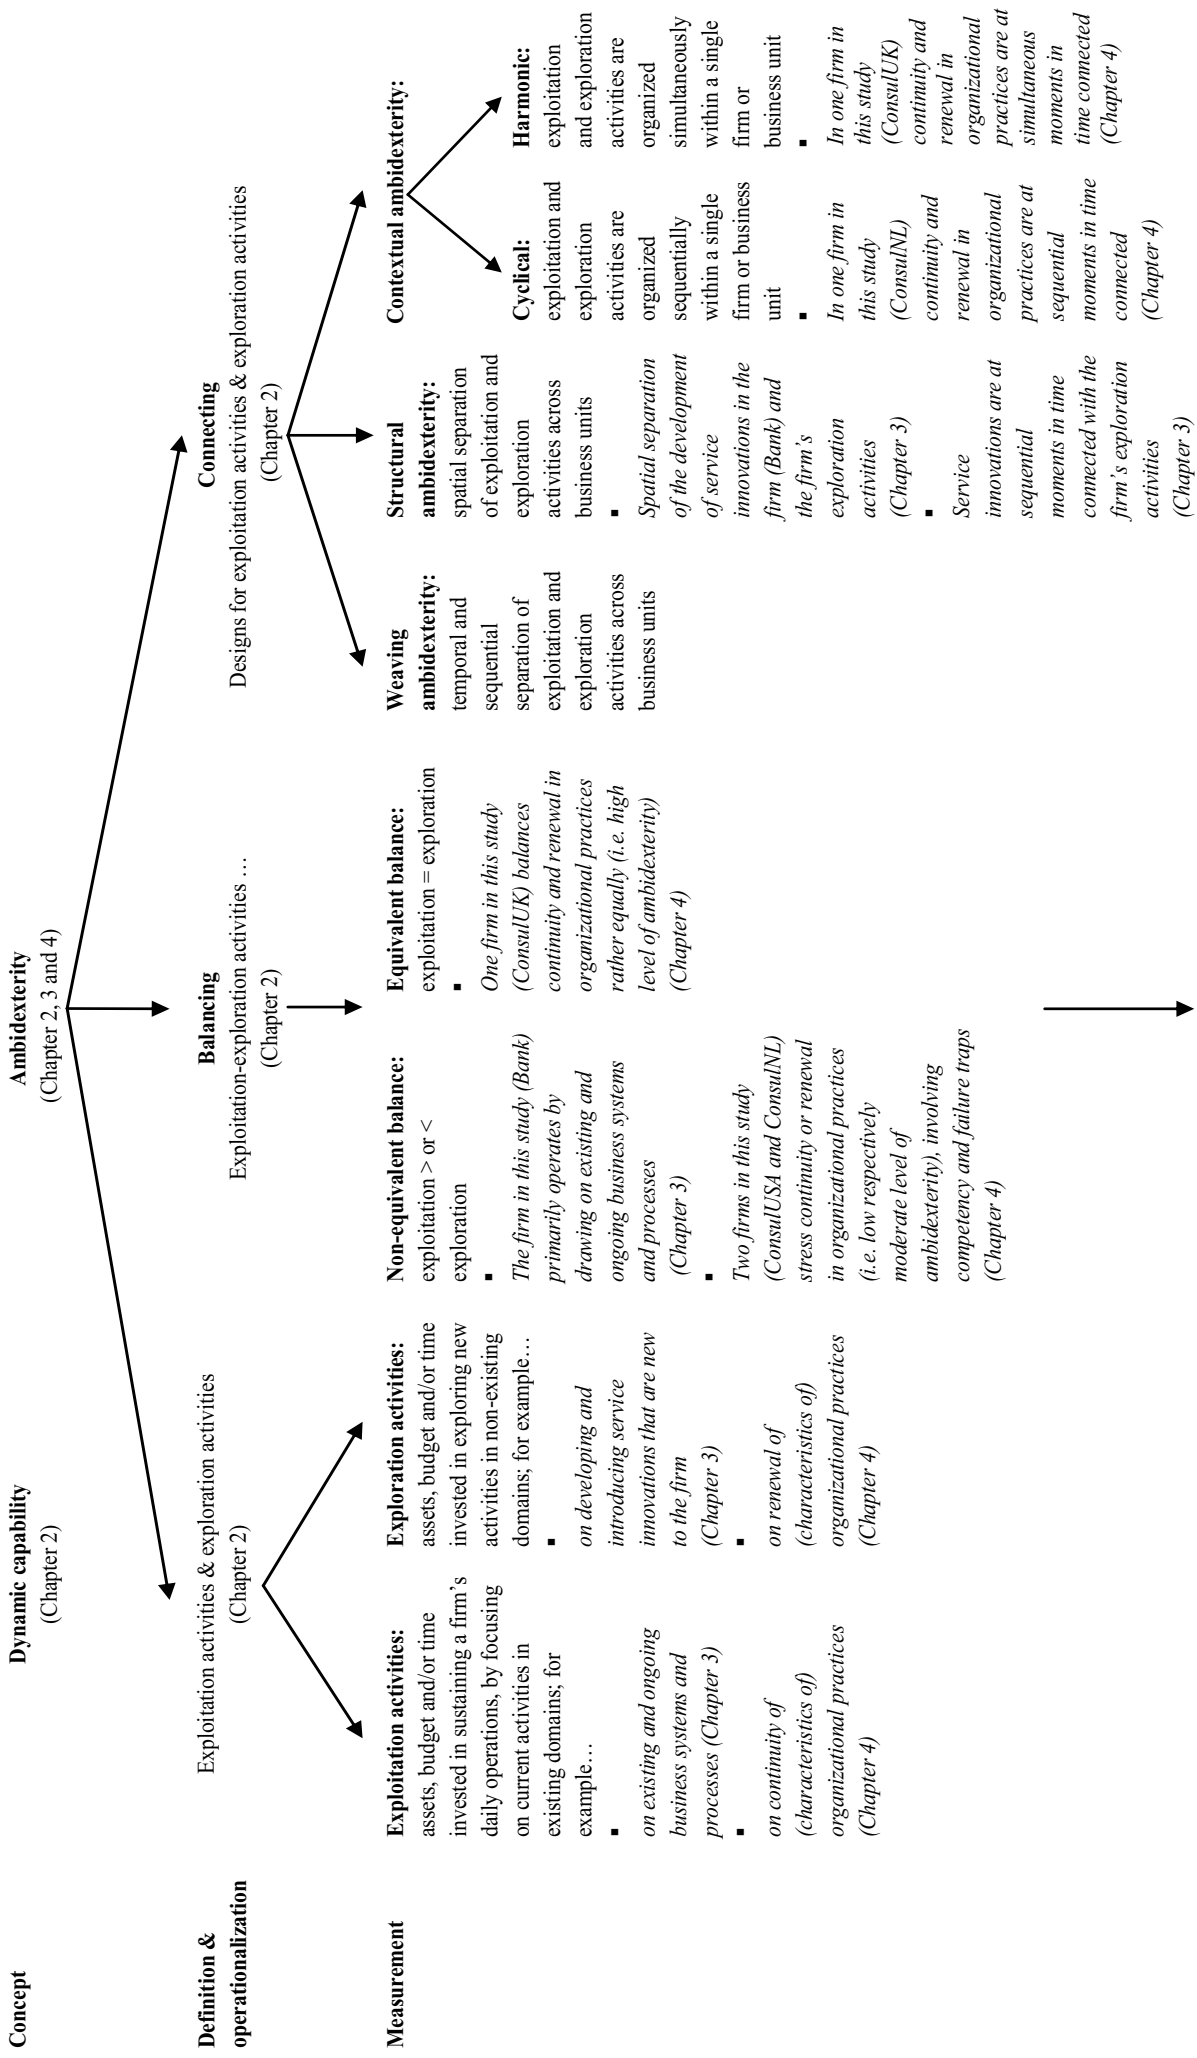 Concept
Dynamic capability
(Chapter 2)
Ambidexterity
(Chapter 2, 3 and 4)
Definition &
operationalization
Exploitation activities & exploration activities
(Chapter 2)
Balancing
Exploitation-exploration activities …
(Chapter 2)
Connecting
Designs for exploitation activities & exploration activities
(Chapter 2)
Measurement
Exploitation activities:
assets, budget and/or time
invested in sustaining a firm's
daily operations, by focusing
on current activities in
existing domains; for
example…
▪
on existing and ongoing
business systems and
processes (Chapter 3)
▪
on continuity of
(characteristics of)
organizational practices
(Chapter 4)
Exploration activities:
assets, budget and/or time
invested in exploring new
activities in non-existing
domains; for example…
▪
on developing and
introducing service
innovations that are new
to the firm
(Chapter 3)
▪
on renewal of
(characteristics of)
organizational practices
(Chapter 4)
Non-equivalent balance:
exploitation > or <
exploration
▪
The firm in this study (Bank)
primarily operates by
drawing on existing and
ongoing business systems
and processes
(Chapter 3)
▪
Two firms in this study
(ConsulUSA and ConsulNL)
stress continuity or renewal
in organizational practices
(i.e. low respectively
moderate level of
ambidexterity), involving
competency and failure traps
(Chapter 4)
Equivalent balance:
exploitation = exploration
▪
One firm in this study
(ConsulUK) balances
continuity and renewal in
organizational practices
rather equally (i.e. high
level of ambidexterity)
(Chapter 4)
Weaving
ambidexterity:
temporal and
sequential
separation of
exploitation and
exploration
activities across
business units
Structural
ambidexterity:
spatial separation
of exploitation and
exploration
activities across
business units
▪
Spatial separation
of the development
of service
innovations in the
firm (Bank) and
the firm's
exploration
activities
(Chapter 3)
▪
Service
innovations are at
sequential
moments in time
connected with the
firm's exploration
activities
(Chapter 3)
Contextual ambidexterity:
Cyclical:
exploitation and
exploration
activities are
organized
sequentially
within a single
firm or business
unit
▪
In one firm in
this study
(ConsulNL)
continuity and
renewal in
organizational
practices are at
sequential
moments in time
connected
(Chapter 4)
Harmonic:
exploitation
and exploration
activities are
organized
simultaneously
within a single
firm or
business unit
▪
In one firm in
this study
(ConsulUK)
continuity and
renewal in
organizational
practices are at
simultaneous
moments in
time connected
(Chapter 4)